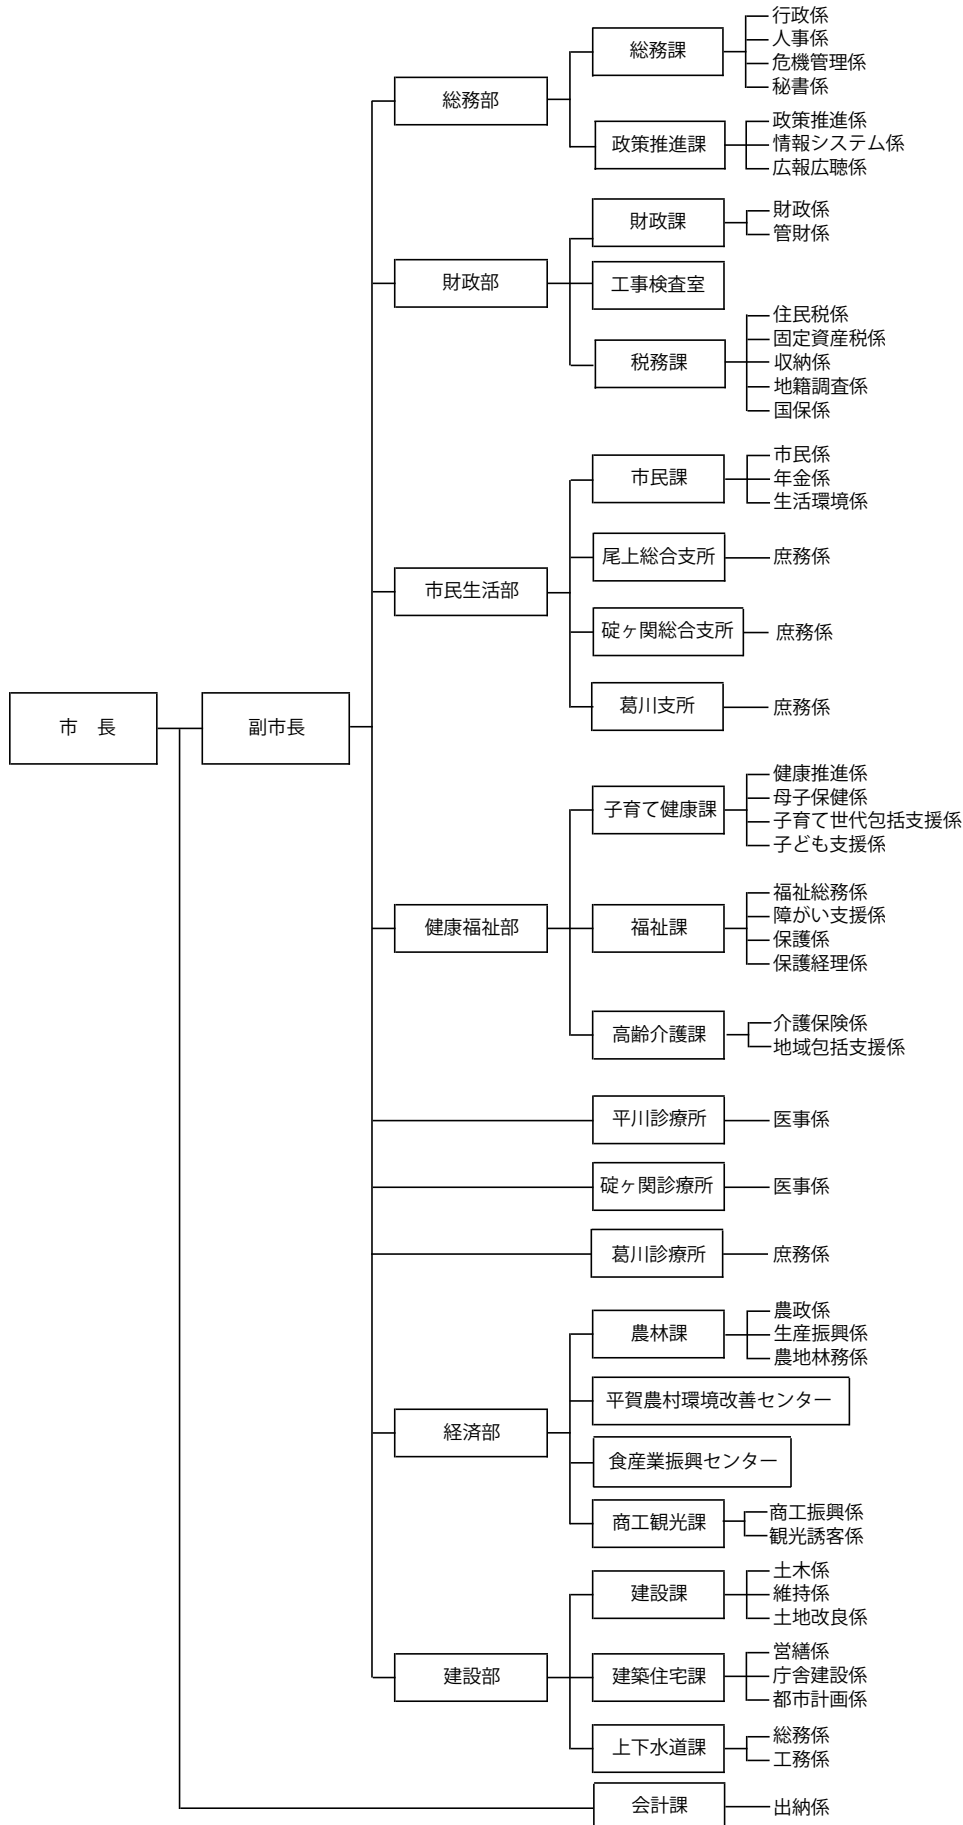 市　長
副市長
総務部
総務課
行政係
人事係
危機管理係
秘書係
政策推進課
政策推進係
情報システム係
広報広聴係
財政部
財政課
財政係
管財係
工事検査室
税務課
住民税係
固定資産税係
収納係
地籍調査係
国保係
市民生活部
市民課
市民係
年金係
生活環境係
尾上総合支所
庶務係
碇ヶ関総合支所
庶務係
葛川支所
庶務係
健康福祉部
子育て健康課
健康推進係
母子保健係
子育て世代包括支援係
子ども支援係
福祉課
福祉総務係
障がい支援係
保護係
保護経理係
高齢介護課
介護保険係
地域包括支援係
平川診療所
医事係
碇ヶ関診療所
医事係
葛川診療所
庶務係
経済部
農林課
農政係
生産振興係
農地林務係
平賀農村環境改善センター
食産業振興センター
商工観光課
商工振興係
観光誘客係
建設部
建設課
土木係
維持係
土地改良係
建築住宅課
営繕係
庁舎建設係
都市計画係
上下水道課
総務係
工務係
会計課
出納係